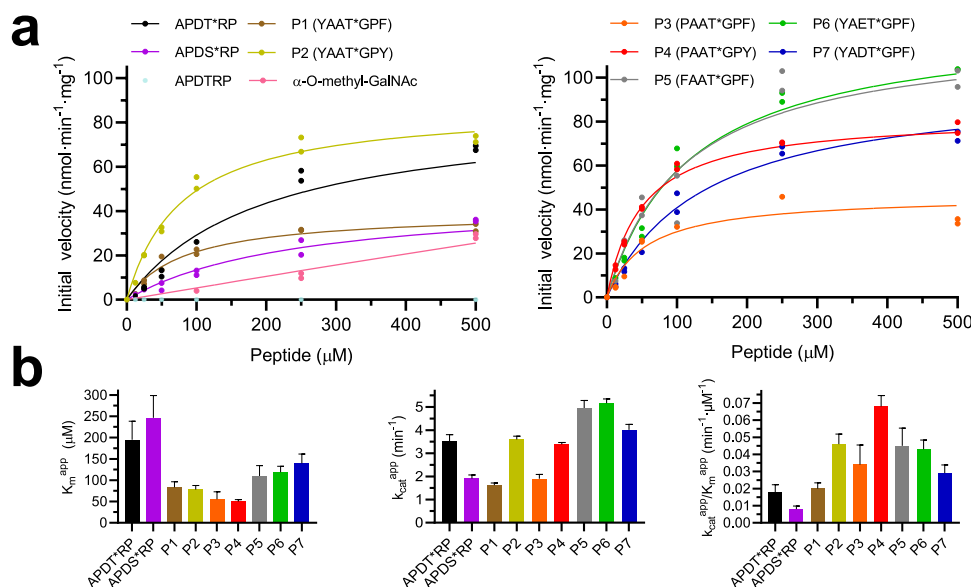 a
APDT*RP
APDS*RP
APDTRP
P1 (YAAT*GPF)
P2 (YAAT*GPY)
α-O-methyl-GalNAc
Initial velocity (nmol·min⁻¹·mg⁻¹)
100
80
60
40
20
0
0 100 200 300 400 500
Peptide (μM)
P3 (PAAT*GPF)
P4 (PAAT*GPY)
P5 (FAAT*GPF)
P6 (YAET*GPF)
P7 (YADT*GPF)
Initial velocity (nmol·min⁻¹·mg⁻¹)
100
80
60
40
20
0
0 100 200 300 400 500
Peptide (μM)
b
Kₘᵃᵖᵖ
(μM)
300
250
200
150
100
50
0
APDT*RP
APDS*RP
P1
P2
P3
P4
P5
P6
P7
k_cat^app (min⁻¹)
5
4
3
2
1
0
APDT*RP
APDS*RP
P1
P2
P3
P4
P5
P6
P7
k_cat^app/K_m^app (min⁻¹·μM⁻¹)
0.07
0.06
0.05
0.04
0.03
0.02
0.01
0.00
APDT*RP
APDS*RP
P1
P2
P3
P4
P5
P6
P7